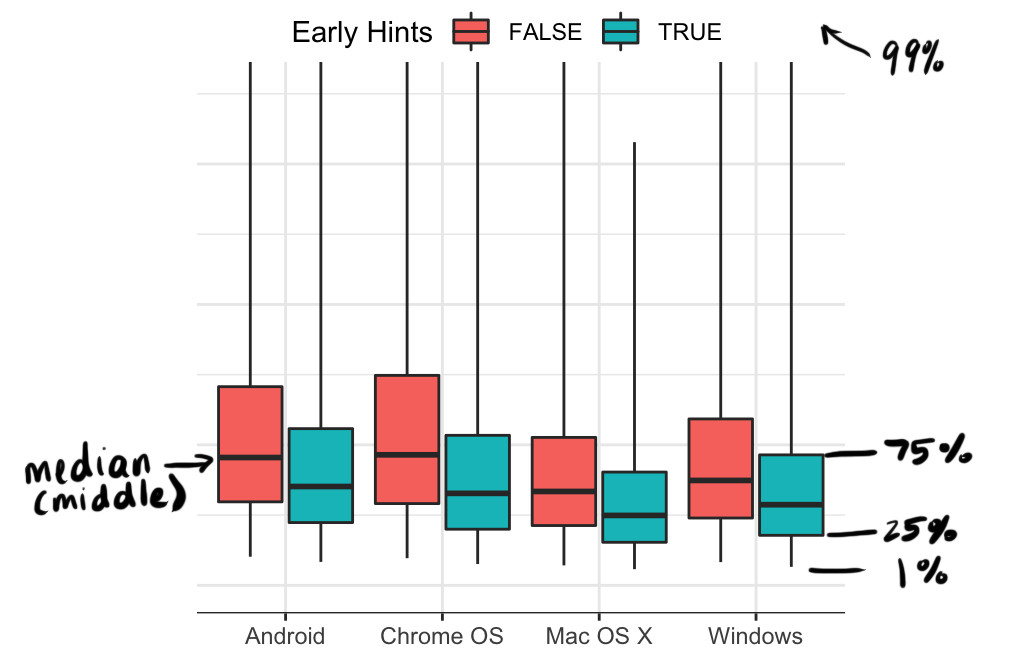 Early Hints FALSE TRUE
99%
median
(middle)
75%
25%
1%
Android Chrome OS Mac OS X Windows